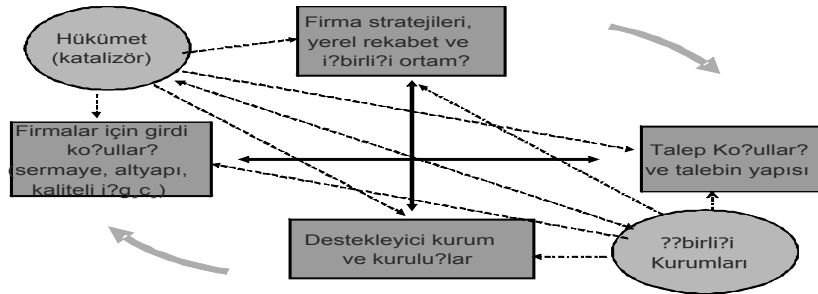 Hükümet
(katalizör)
Firma stratejileri,
yerel rekabet ve
i?birli?i ortam?
Firmalar için girdi
ko?ullar?
(sermaye, altyapı,
kaliteli i?g
Talep Ko?ullar?
ve talebin yapısı
Destekleyici kurum
ve kurulu?lar
??birli?i
Kurumları